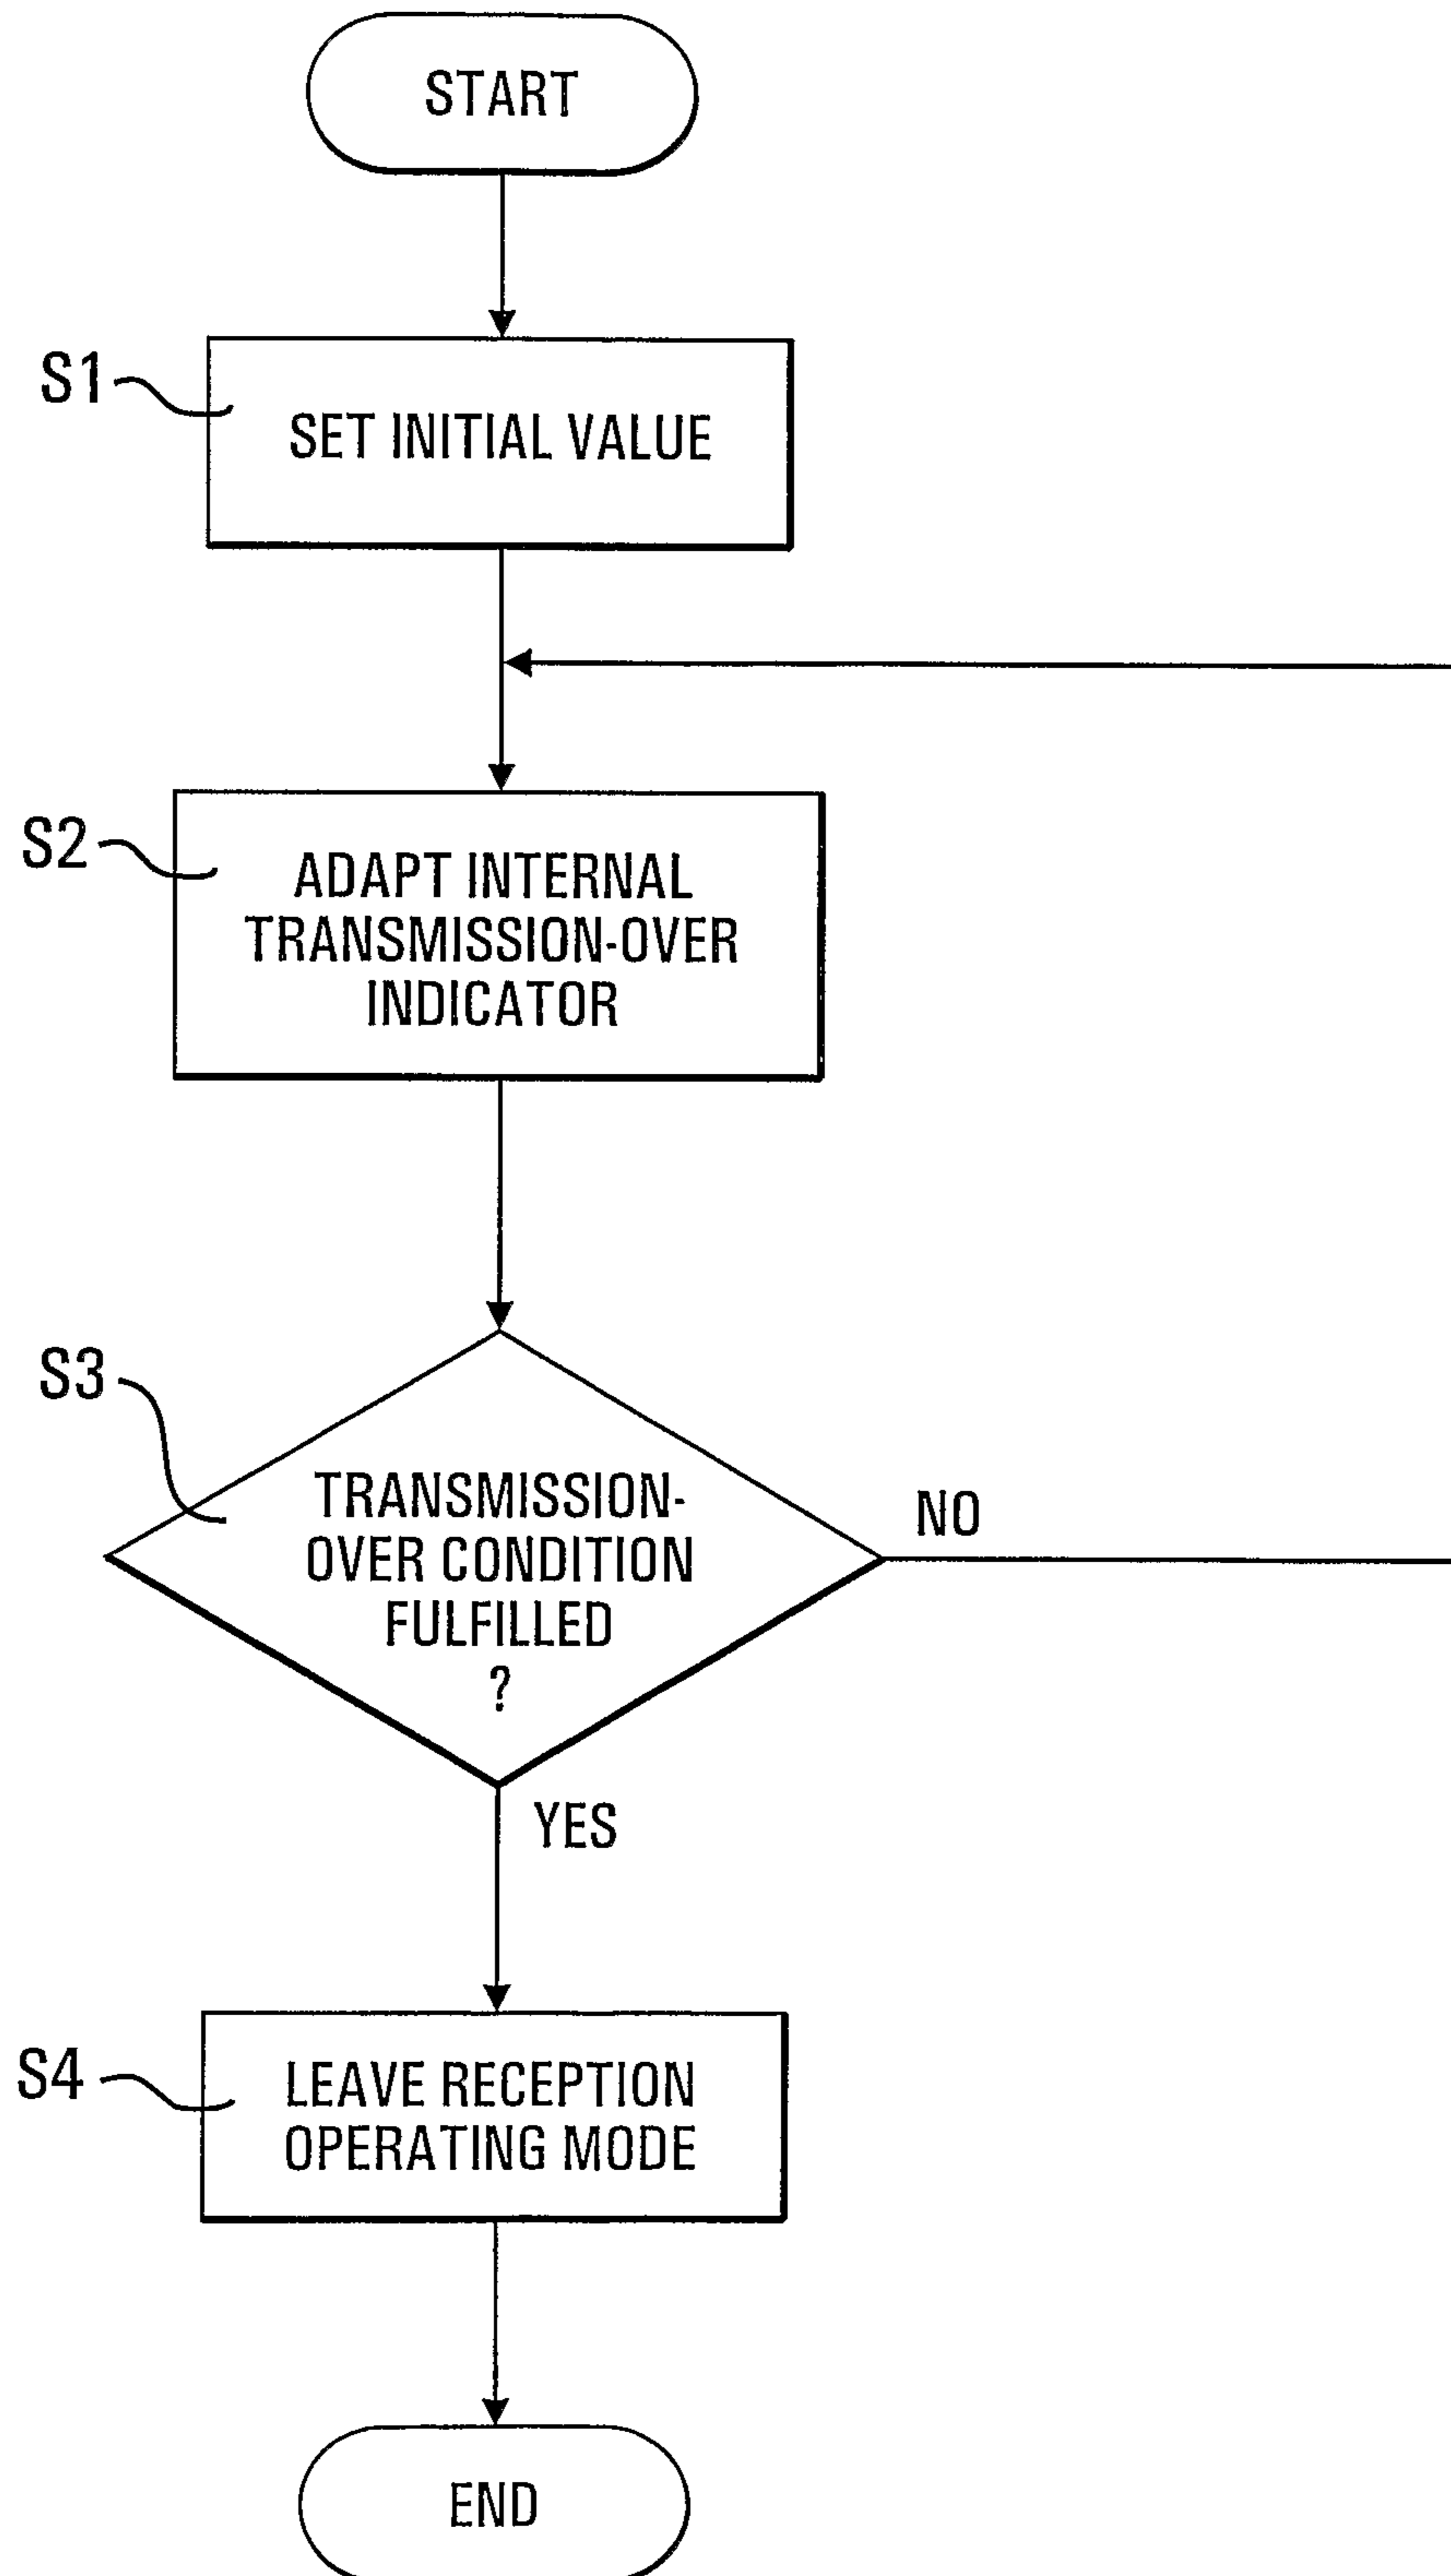 START
S1
SET INITIAL VALUE
S2
ADAPT INTERNAL
TRANSMISSION-OVER
INDICATOR
S3
TRANSMISSION-
OVER CONDITION
FULFILLED
?
NO
YES
S4
LEAVE RECEPTION
OPERATING MODE
END